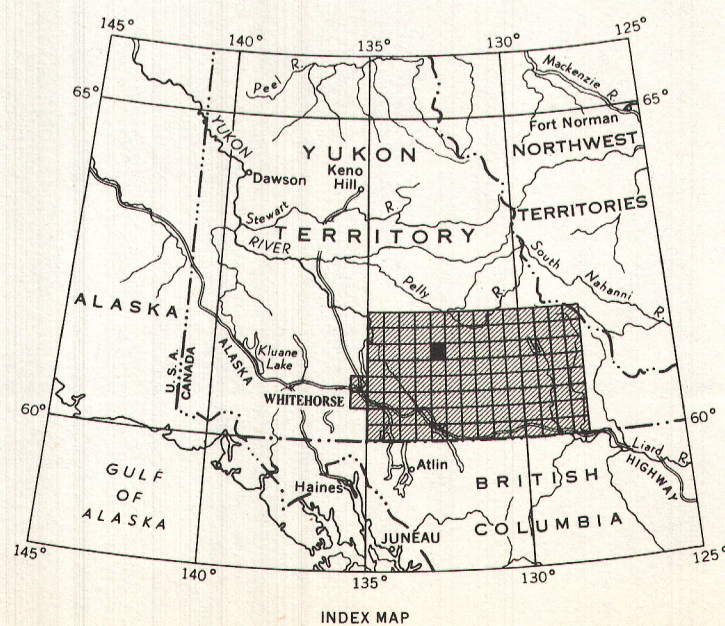 145°
140°
135°
130°
125°
Peel R.
Mackenzie R.
65°
65°
Fort Norman
YUKON
YUKON
NORTHWEST
Keno
Hill
Dawson
Stewart R.
TERRITORIES
TERRITORY
RIVER
South Nahanni R.
Pelly R.
ALASKA
ALASKA
Kluane
Lake
U.S.A.
CANADA
WHITEHORSE
60°
60°
Liard R.
HIGHWAY
Atlin
BRITISH
GULF
OF
ALASKA
Haines
COLUMBIA
JUNEAU
145°
140°
135°
130°
125°
INDEX MAP